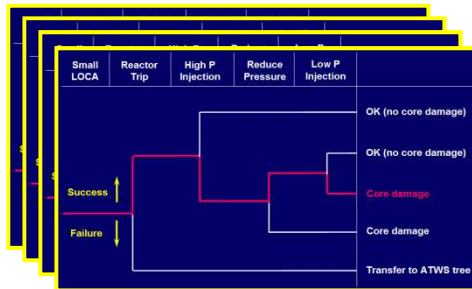 Small Reactor High P Reduce Low P
LOCA Trip Injection Pressure Injection
OK (no core damage)
OK (no core damage)
Success
Core damage
Failure
Core damage
Transfer to ATWS tree